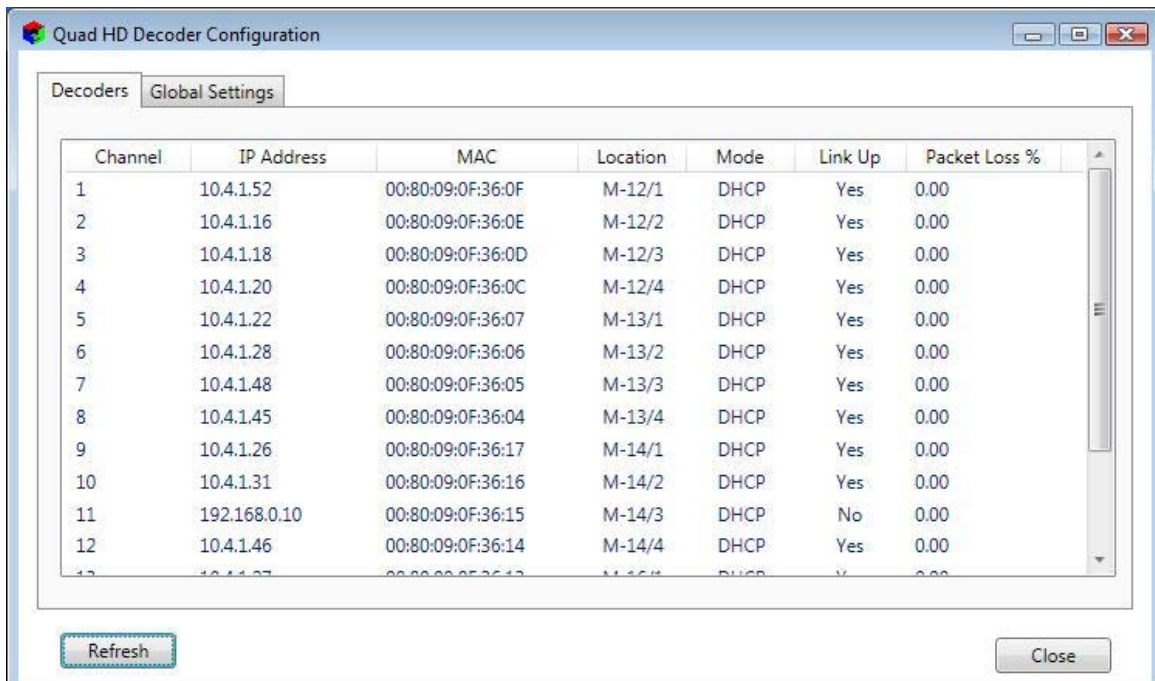 Quad HD Decoder Configuration
Decoders Global Settings
Channel IP Address MAC Location Mode Link Up Packet Loss %
1 10.4.1.52 00:80:09:0F:36:0F M-12/1 DHCP Yes 0.00
2 10.4.1.16 00:80:09:0F:36:0E M-12/2 DHCP Yes 0.00
3 10.4.1.18 00:80:09:0F:36:0D M-12/3 DHCP Yes 0.00
4 10.4.1.20 00:80:09:0F:36:0C M-12/4 DHCP Yes 0.00
5 10.4.1.22 00:80:09:0F:36:07 M-13/1 DHCP Yes 0.00
6 10.4.1.28 00:80:09:0F:36:06 M-13/2 DHCP Yes 0.00
7 10.4.1.48 00:80:09:0F:36:05 M-13/3 DHCP Yes 0.00
8 10.4.1.45 00:80:09:0F:36:04 M-13/4 DHCP Yes 0.00
9 10.4.1.26 00:80:09:0F:36:17 M-14/1 DHCP Yes 0.00
10 10.4.1.31 00:80:09:0F:36:16 M-14/2 DHCP Yes 0.00
11 192.168.0.10 00:80:09:0F:36:15 M-14/3 DHCP No 0.00
12 10.4.1.46 00:80:09:0F:36:14 M-14/4 DHCP Yes 0.00
Refresh Close